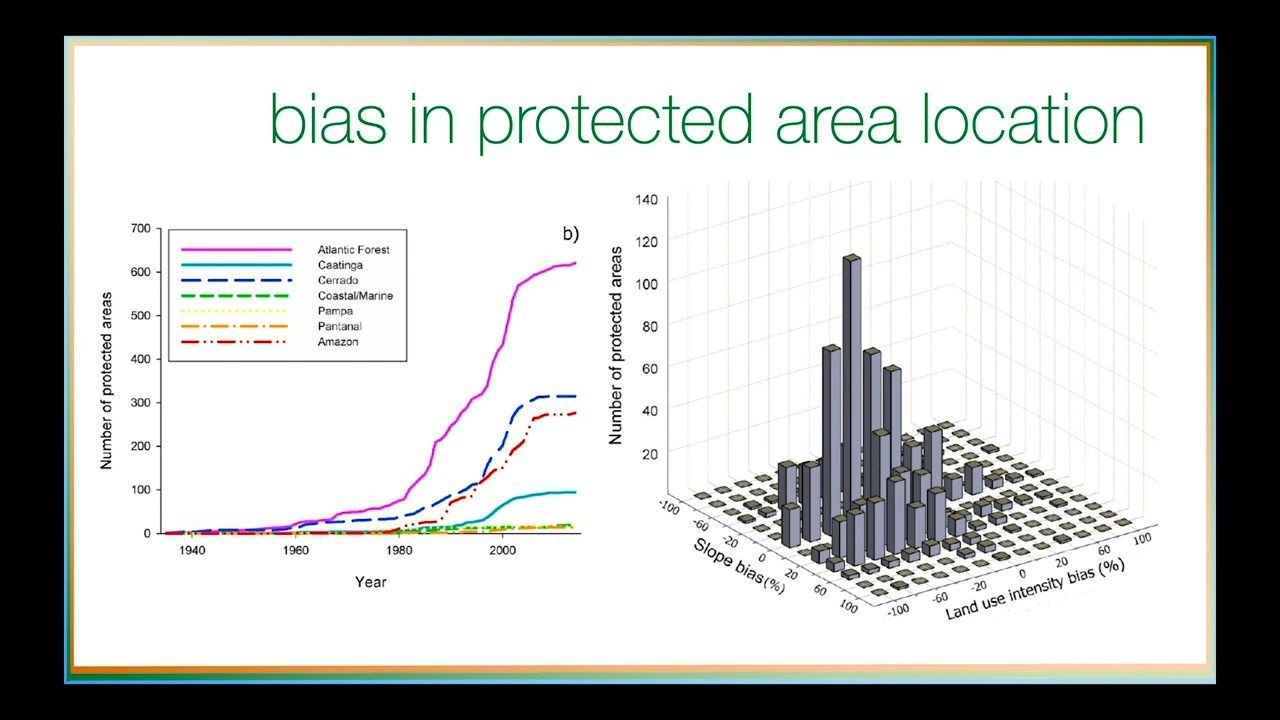 bias in protected area location
b)
700
600
500
400
300
200
100
0
Number of protected areas
Atlantic Forest
Caatinga
Cerrado
Coastal/Marine
Pampa
Pantanal
Amazon
1940
1960
1980
2000
Year
140
120
100
80
60
40
20
Number of protected areas
-100
-60
-20
0
20
60
100
Slope bias(%)
-100
-60
-20
0
20
60
100
Land use intensity bias (%)